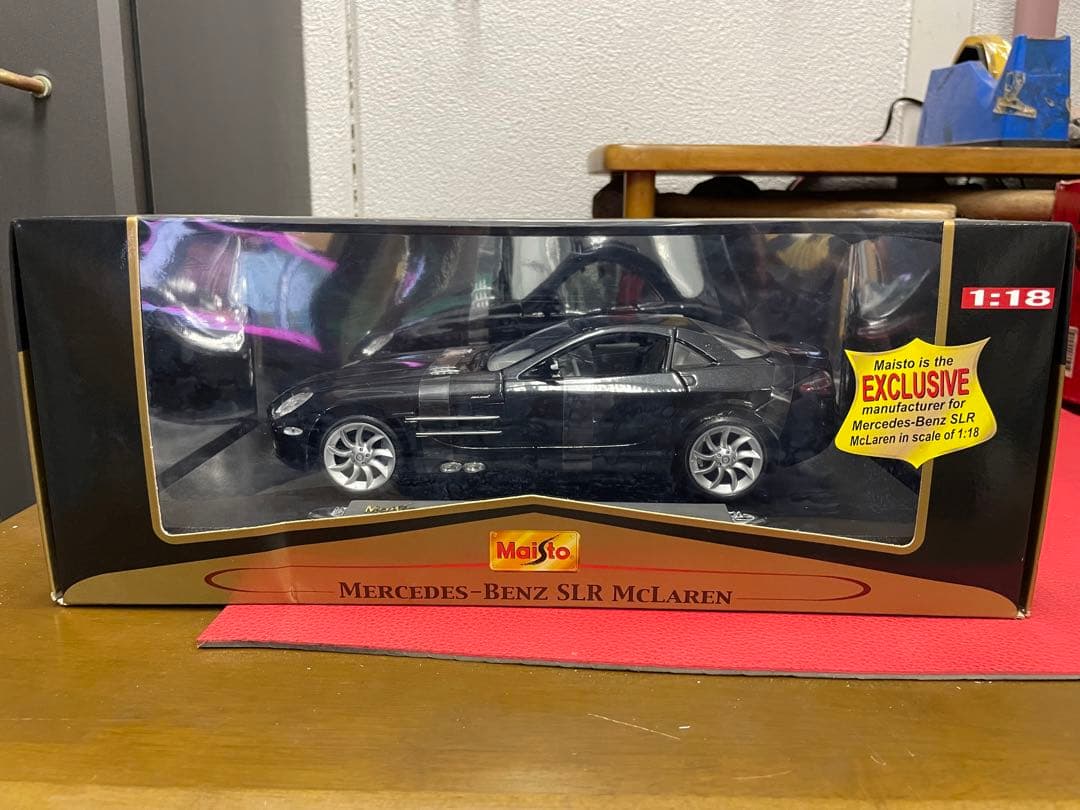 1:18
Maisto is the
EXCLUSIVE
manufacturer for
Mercedes-Benz SLR
McLaren in scale of 1:18
Maisto
MERCEDES-BENZ SLR MCLAREN